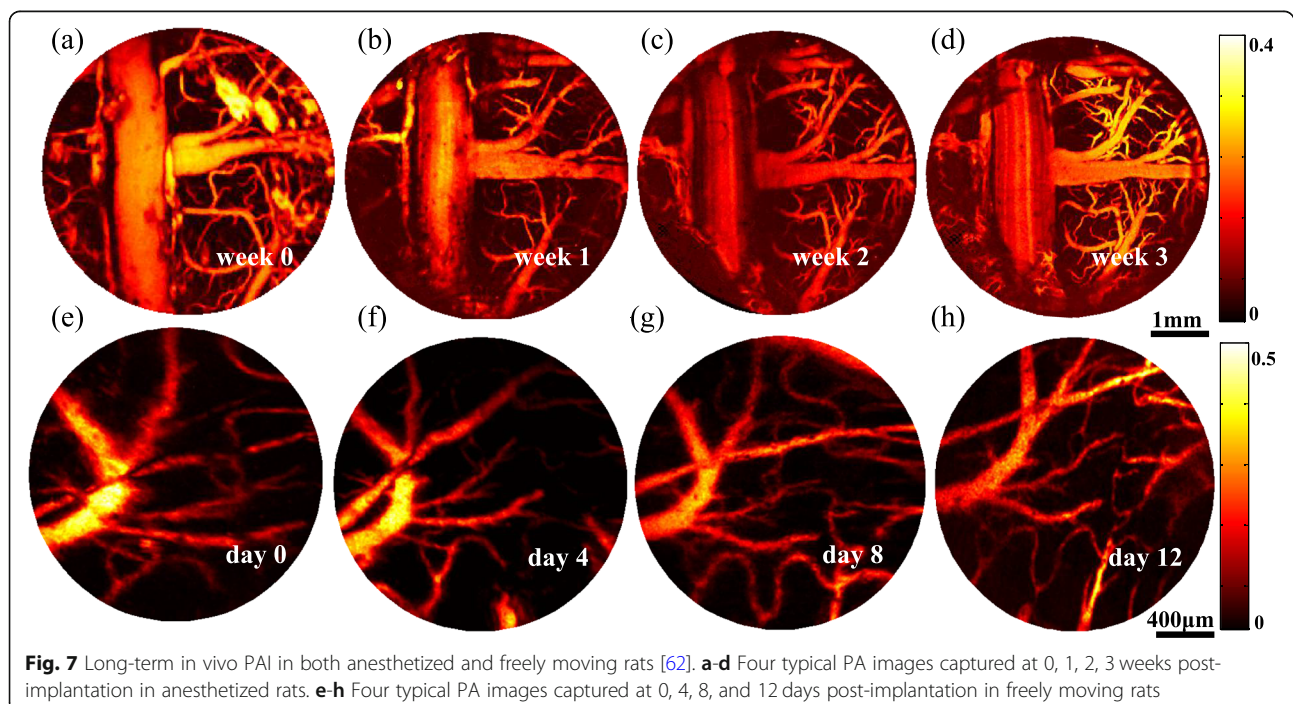 (a) (b) (c) (d)
0.4
week 0 week 1 week 2 week 3
0
1mm
(e) (f) (g) (h)
0.5
day 0 day 4 day 8 day 12
0
400μm
Fig. 7 Long-term in vivo PAI in both anesthetized and freely moving rats [62]. a-d Four typical PA images captured at 0, 1, 2, 3 weeks post-
implantation in anesthetized rats. e-h Four typical PA images captured at 0, 4, 8, and 12 days post-implantation in freely moving rats